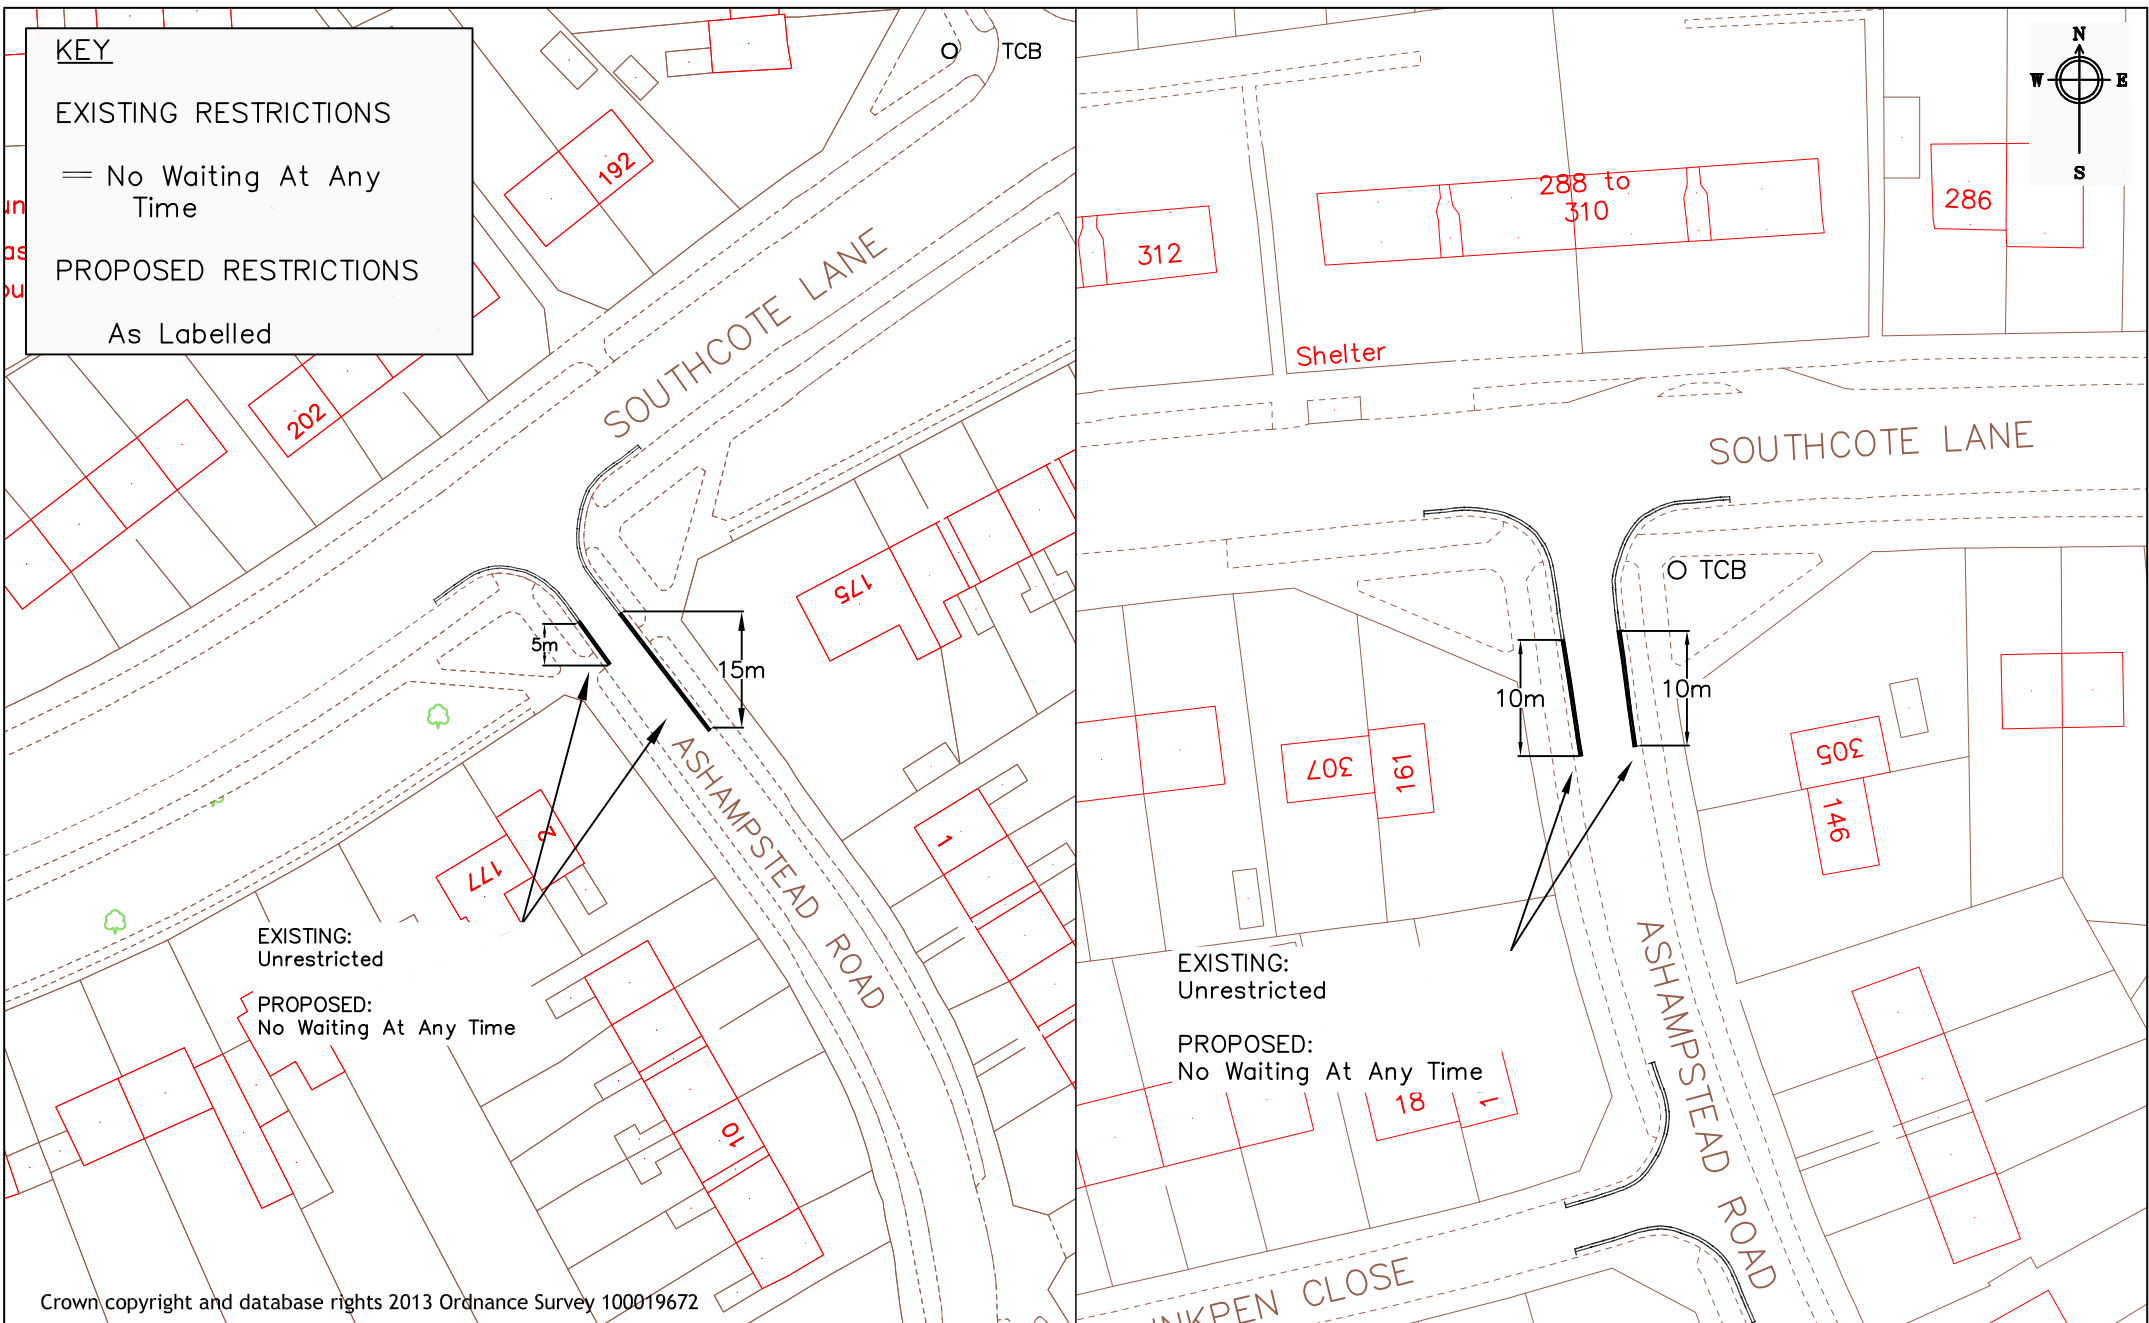 KEY
EXISTING RESTRICTIONS
No Waiting At Any
Time
PROPOSED RESTRICTIONS
As Labelled
TCB
192
202
SOUTHCOTE LANE
175
5m
15m
ASHAMPSTEAD ROAD
2
177
1
10
EXISTING:
Unrestricted
PROPOSED:
No Waiting At Any Time
Crown copyright and database rights 2013 Ordnance Survey 100019672
N
W E
S
288 to
310
286
312
Shelter
SOUTHCOTE LANE
TCB
10m
10m
307
161
305
146
ASHAMPSTEAD ROAD
EXISTING:
Unrestricted
PROPOSED:
No Waiting At Any Time
18
1
NKPEN CLOSE